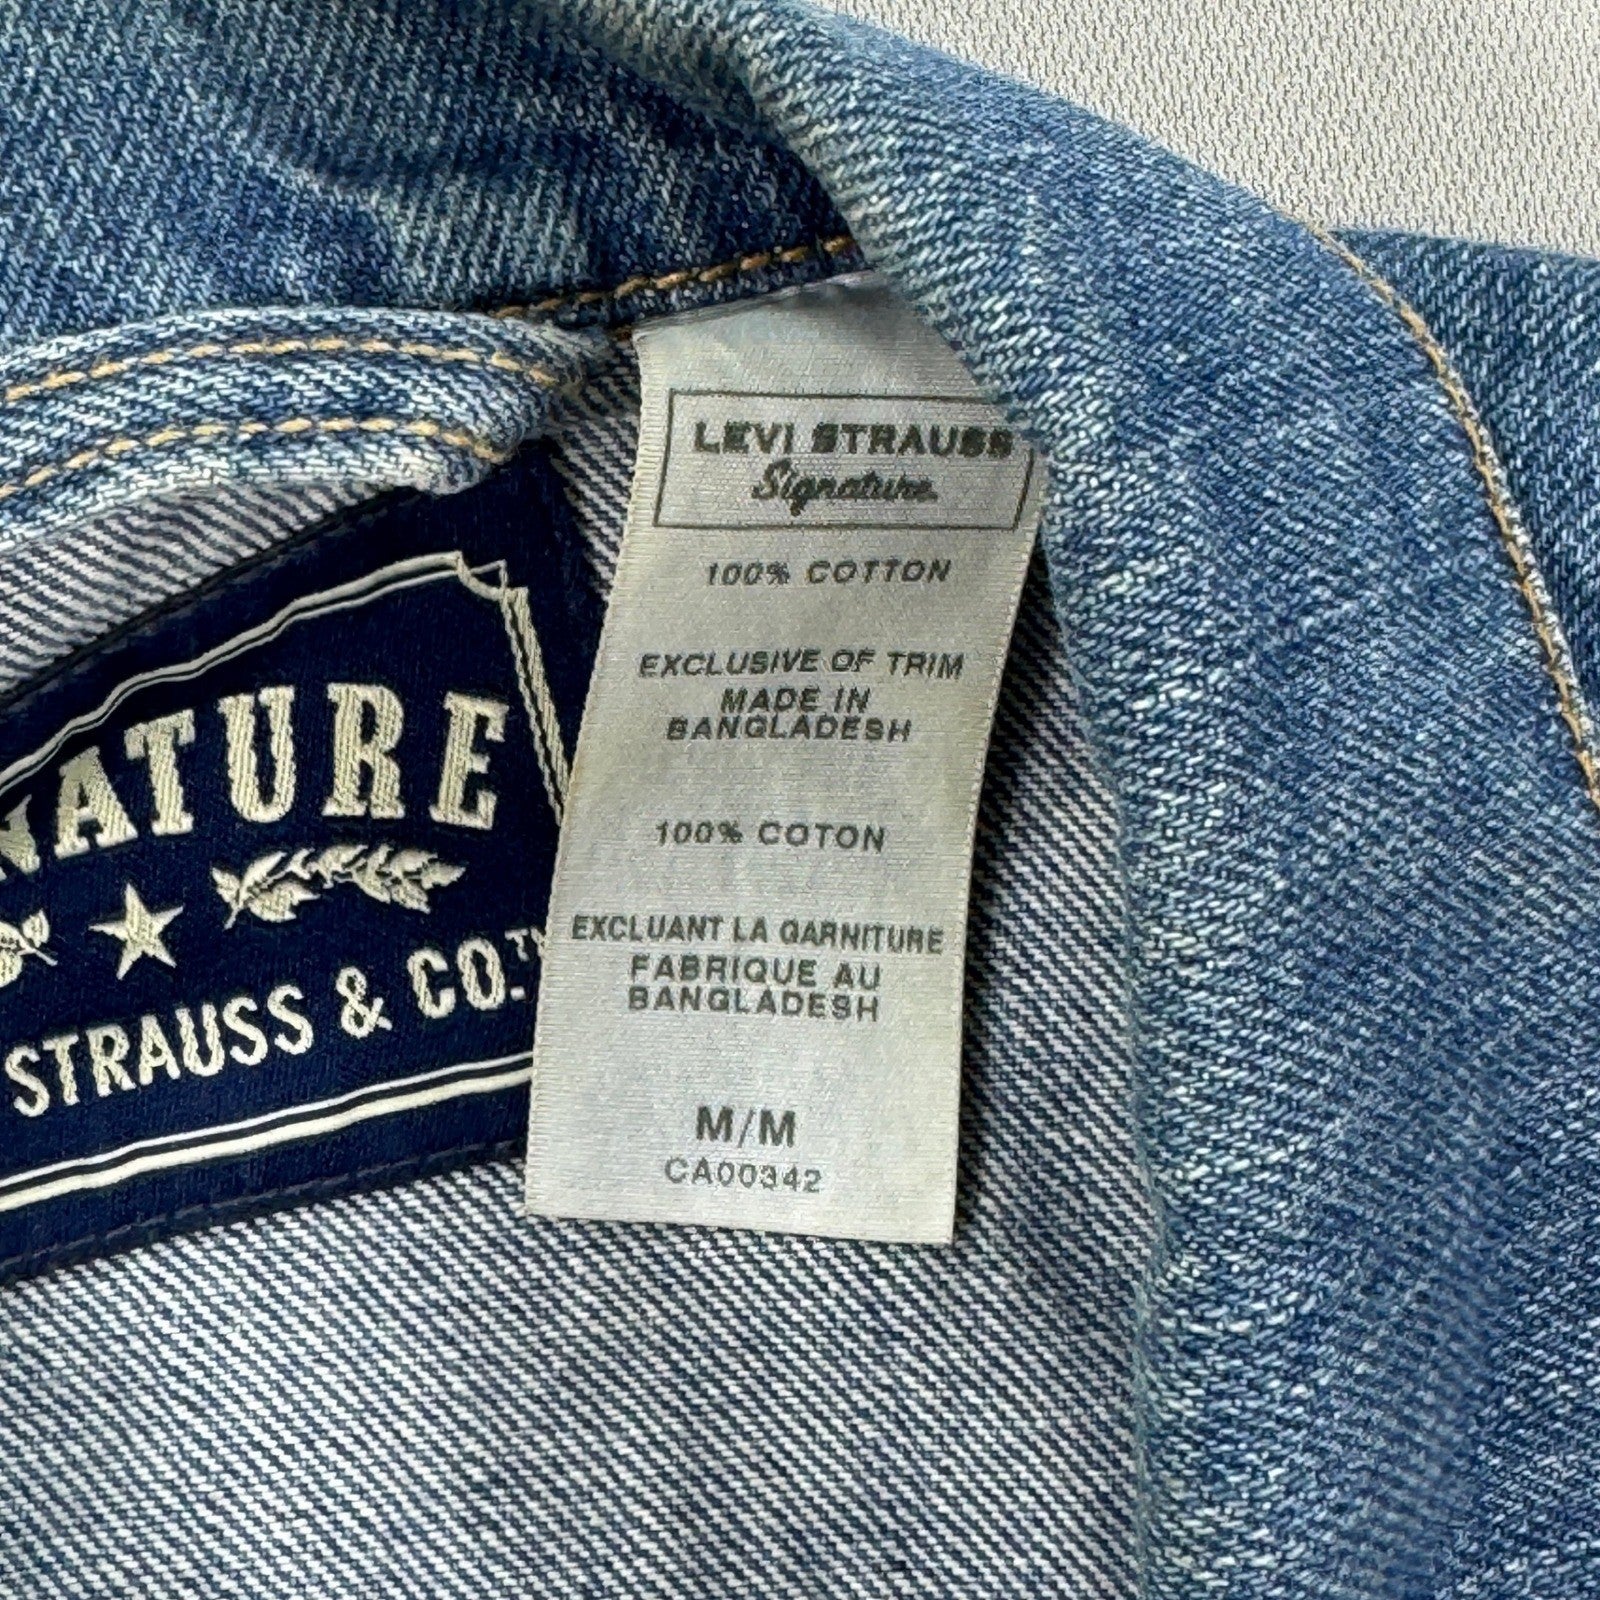 NATURE
STRAUSS & CO.™
LEVI STRAUSS
Signature
100% COTTON
EXCLUSIVE OF TRIM
MADE IN
BANGLADESH
100% COTON
EXCLUANT LA GARNITURE
FABRIQUE AU
BANGLADESH
M/M
CA00342